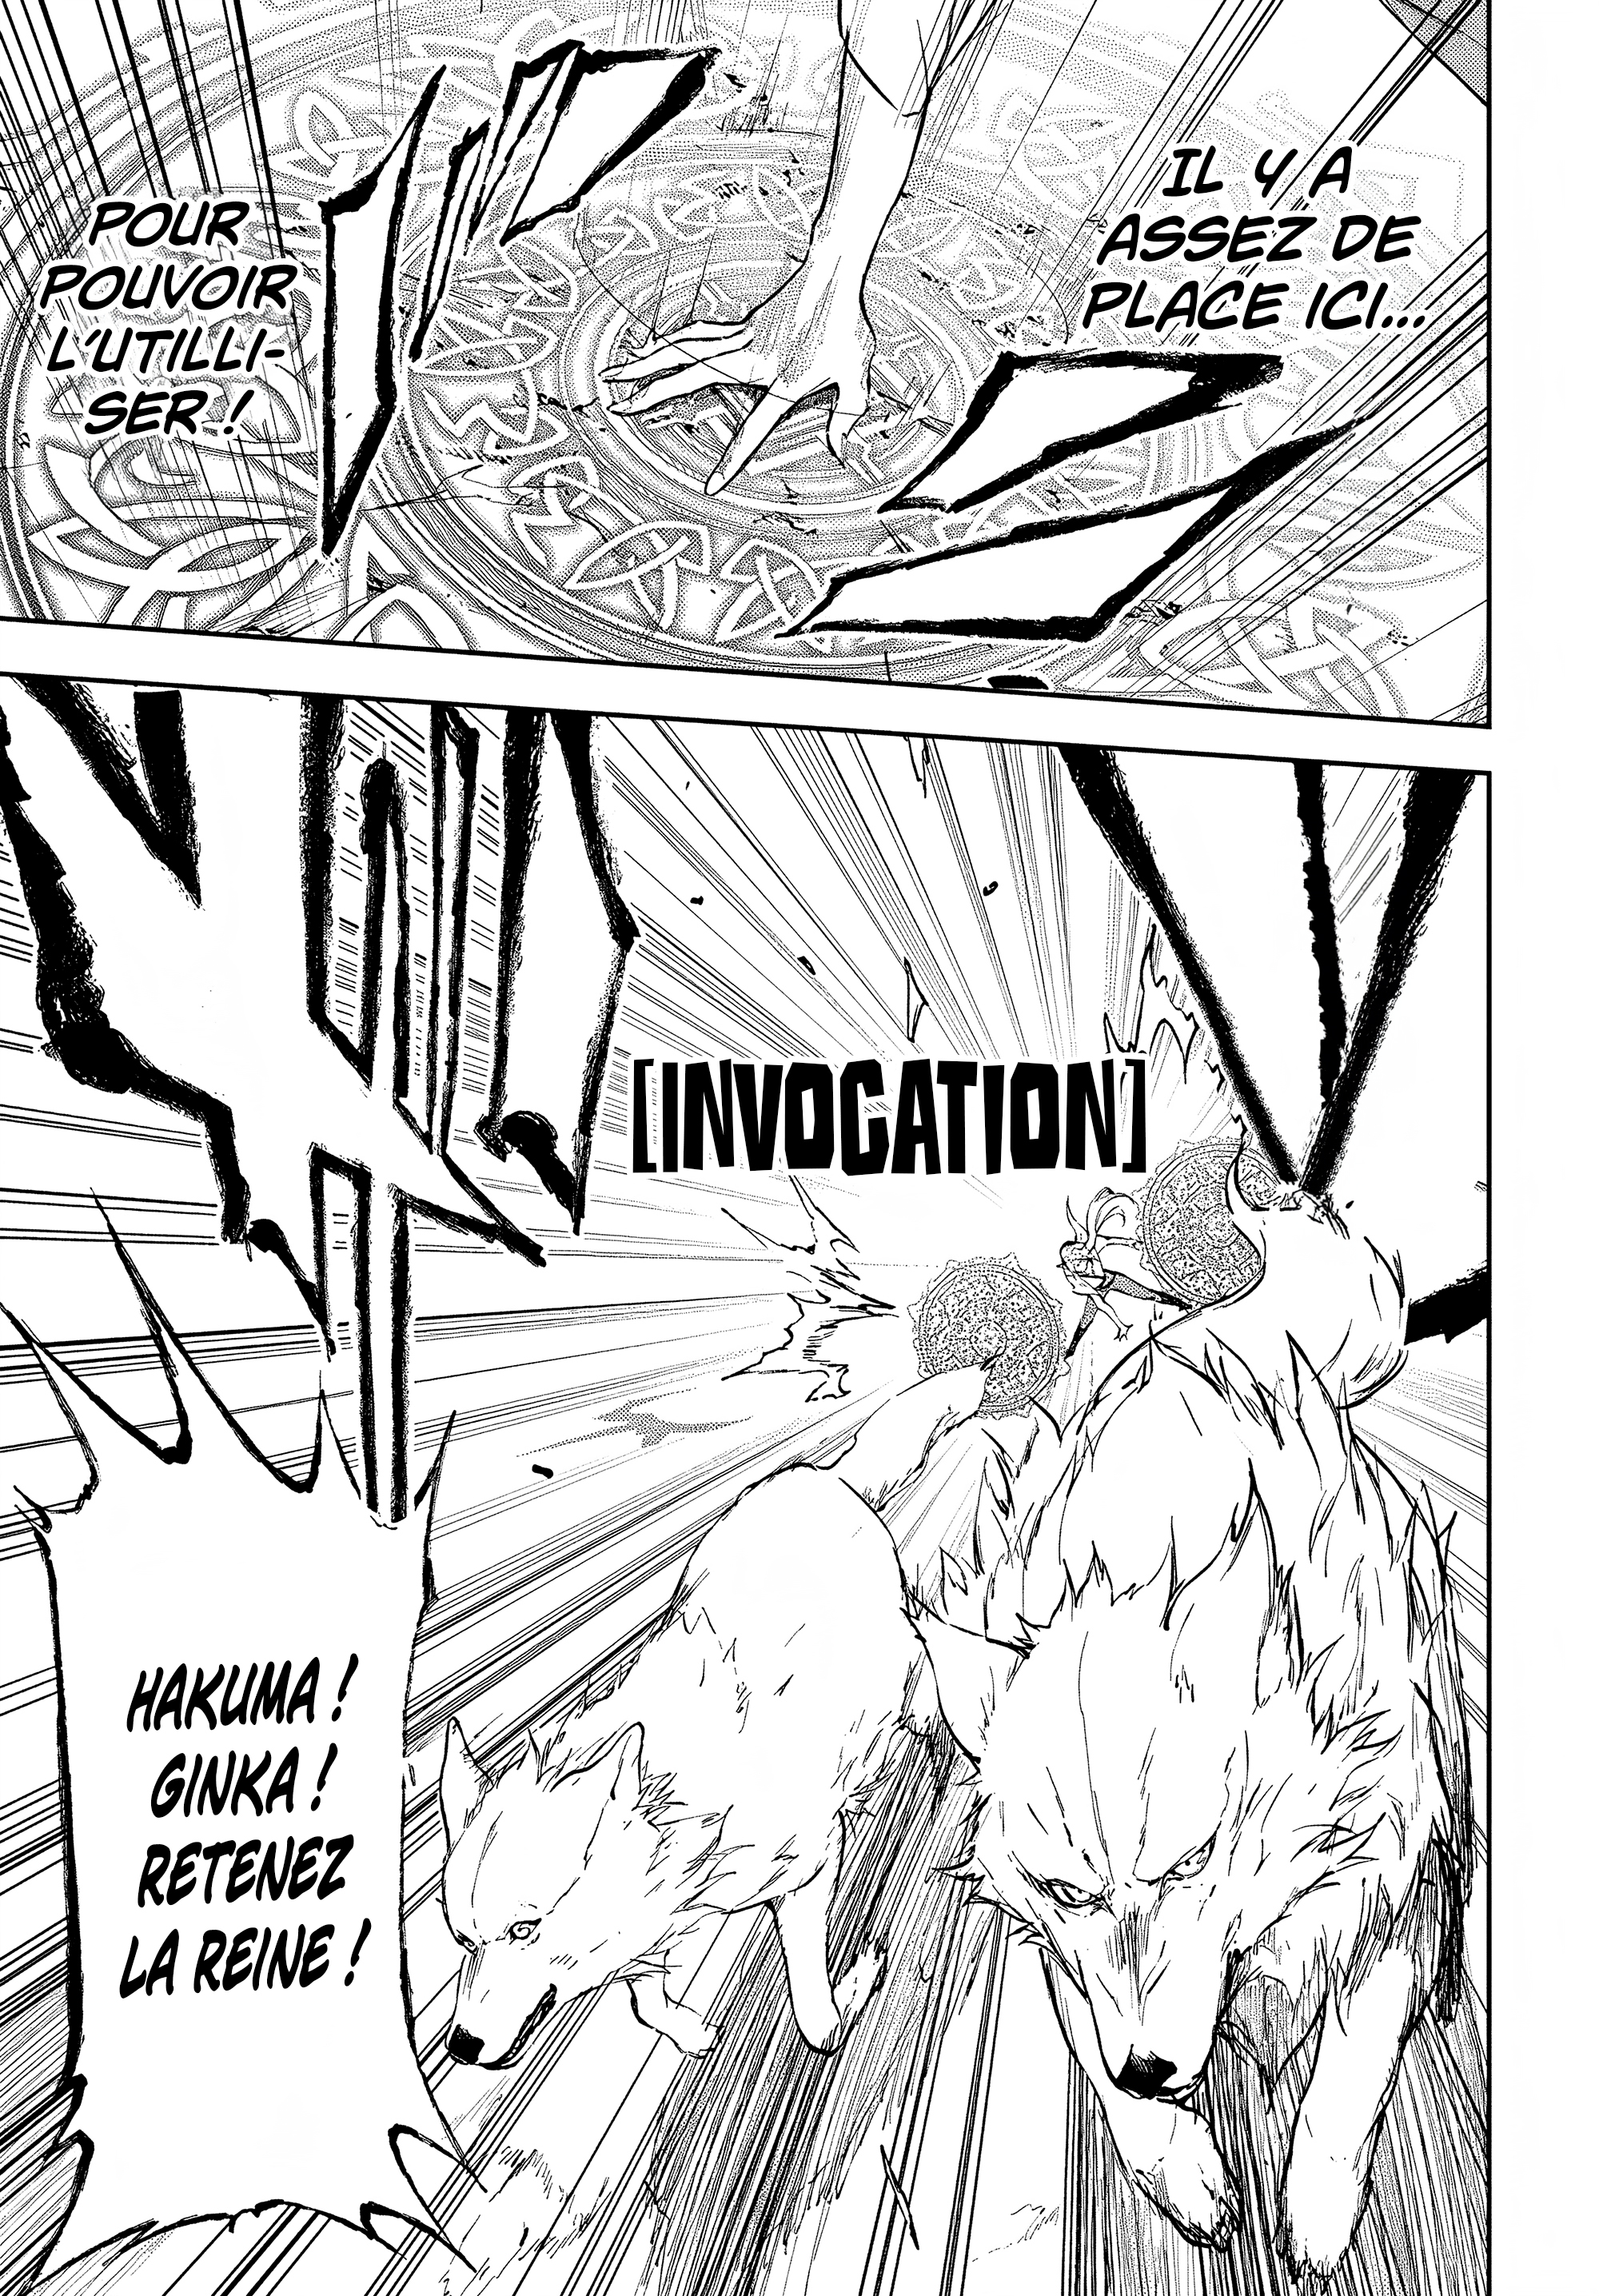 IL Y A
ASSEZ DE
PLACE ICI...
POUR
POUVOIR
L'UTILLI-
SER !
[INVOCATION]
HAKUMA !
GINKA !
RETENEZ
LA REINE !